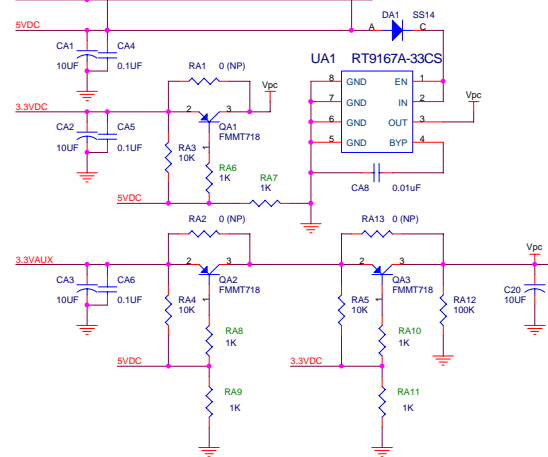 DA1 SS14
5VDC
A C
CA1
CA4
10UF
0.1UF
UA1 RT9167A-33CS
RA1 0 (NP)
Vpc
8 GND EN 1
7 GND IN 2
6 GND OUT 3
5 GND BYP 4
Vpc
3.3VDC
2 3
CA2
CA5
10UF
0.1UF
QA1
FMMT718
1
RA3
10K
RA6
1K
RA7
1K
CA8 0.01uF
5VDC
RA2 0 (NP)
RA13 0 (NP)
Vpc
3.3VAUX
2 3
2 3
CA3
CA6
10UF
0.1UF
QA2
FMMT718
QA3
FMMT718
C20
10UF
1
1
RA4
10K
RA5
10K
RA12
100K
RA8
1K
RA10
1K
5VDC
3.3VDC
RA9
1K
RA11
1K